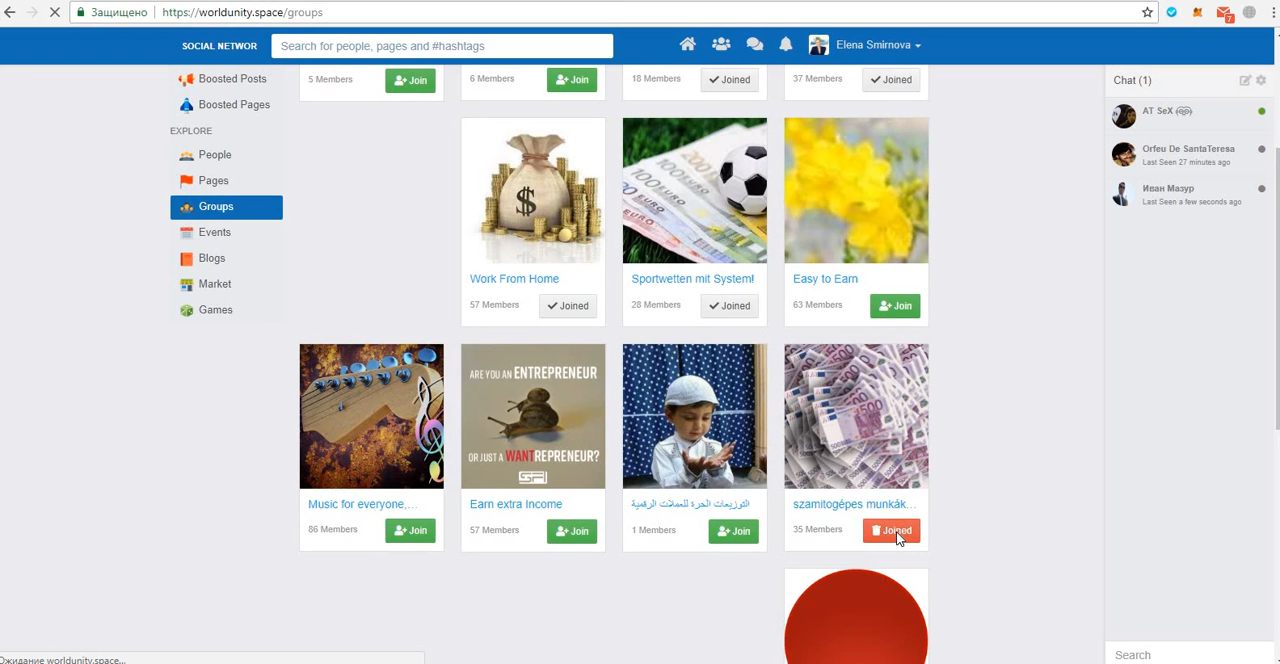 Защищено https://worldunity.space/groups
7
SOCIAL NETWOR Search for people, pages and #hashtags Elena Smirnova
Boosted Posts
Boosted Pages
EXPLORE
People
Pages
Groups
Events
Blogs
Market
Games
5 Members Join
6 Members Join
18 Members Joined
37 Members Joined
$
Work From Home
57 Members Joined
Sportwetten mit System!
28 Members Joined
Easy to Earn
63 Members Join
Music for everyone,...
86 Members Join
ARE YOU AN ENTREPRENEUR
OR JUST A WANTREPRENEUR?
SFI
Earn extra Income
57 Members Join
التوزيعات الحرة للعملات الرقمية
1 Members Join
szamitogépes munkák...
35 Members Joined
Chat (1)
AT SeX
Orfeu De SantaTeresa
Last Seen 27 minutes ago
Иван Мазур
Last Seen a few seconds ago
Search
Ожидание worldunity.space...